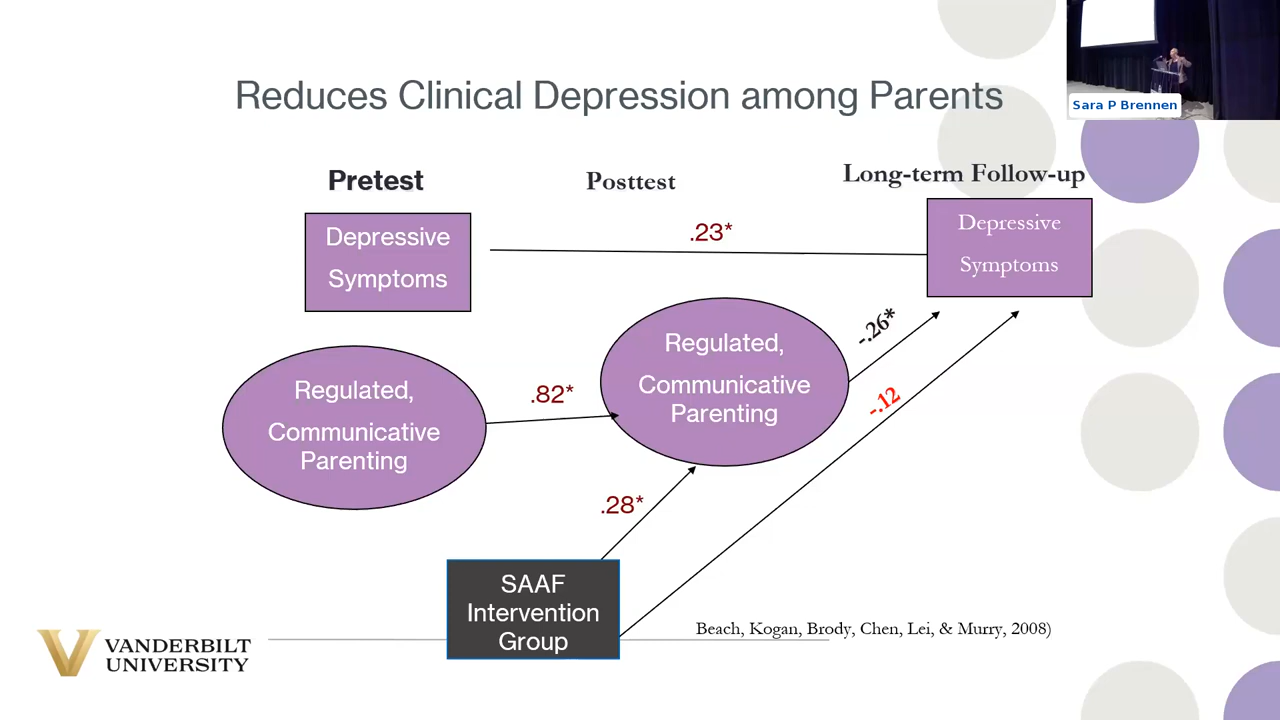 Reduces Clinical Depression among Parents
Sara P Brennen
Pretest
Posttest
Long-term Follow-up
Depressive
Symptoms
.23*
Depressive
Symptoms
Regulated,
Communicative
Parenting
.82*
Regulated,
Communicative
Parenting
-.26*
-.12
.28*
SAAF
Intervention
Group
Beach, Kogan, Brody, Chen, Lei, & Murry, 2008)
VANDERBILT
UNIVERSITY